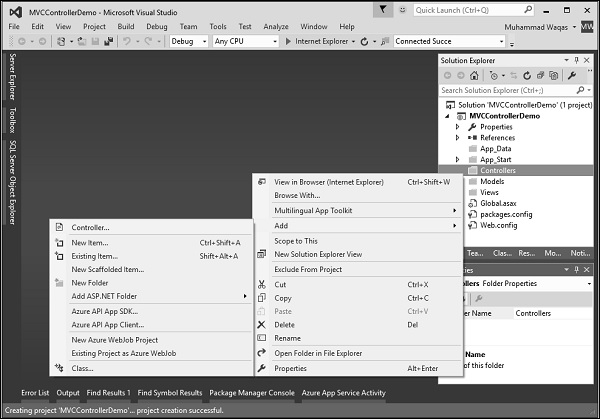 MVCControllerDemo - Microsoft Visual Studio
Quick Launch (Ctrl+Q)
File Edit View Project Build Debug Team Tools Architecture Test Analyze Window Help
Muhammad Waqas MW
Debug Any CPU Internet Explorer Connected Succe
Server Explorer
Toolbox
SQL Server Object Explorer
Solution Explorer
Search Solution Explorer (Ctrl+;)
Solution 'MVCControllerDemo' (1 project)
MVCControllerDemo
Properties
References
App_Data
App_Start
Controllers
Models
Views
Global.asax
packages.config
Web.config
Tea... Clas... Res... Mo... Noti...
View in Browser (Internet Explorer) Ctrl+Shift+W
Browse With...
Multilingual App Toolkit
Add
Scope to This
New Solution Explorer View
Exclude From Project
Cut Ctrl+X
Copy Ctrl+C
Paste Ctrl+V
Delete Del
Rename
Open Folder in File Explorer
Properties Alt+Enter
Controller...
New Item... Ctrl+Shift+A
Existing Item... Shift+Alt+A
New Scaffolded Item...
New Folder
Add ASP.NET Folder
Azure API App SDK...
Azure API App Client...
New Azure WebJob Project
Existing Project as Azure WebJob
Class...
erties
llers Folder Properties
er Name Controllers
Name
of this folder
Error List Output Find Results 1 Find Symbol Results Package Manager Console Azure App Service Activity
Creating project 'MVCControllerDemo'... project creation successful.